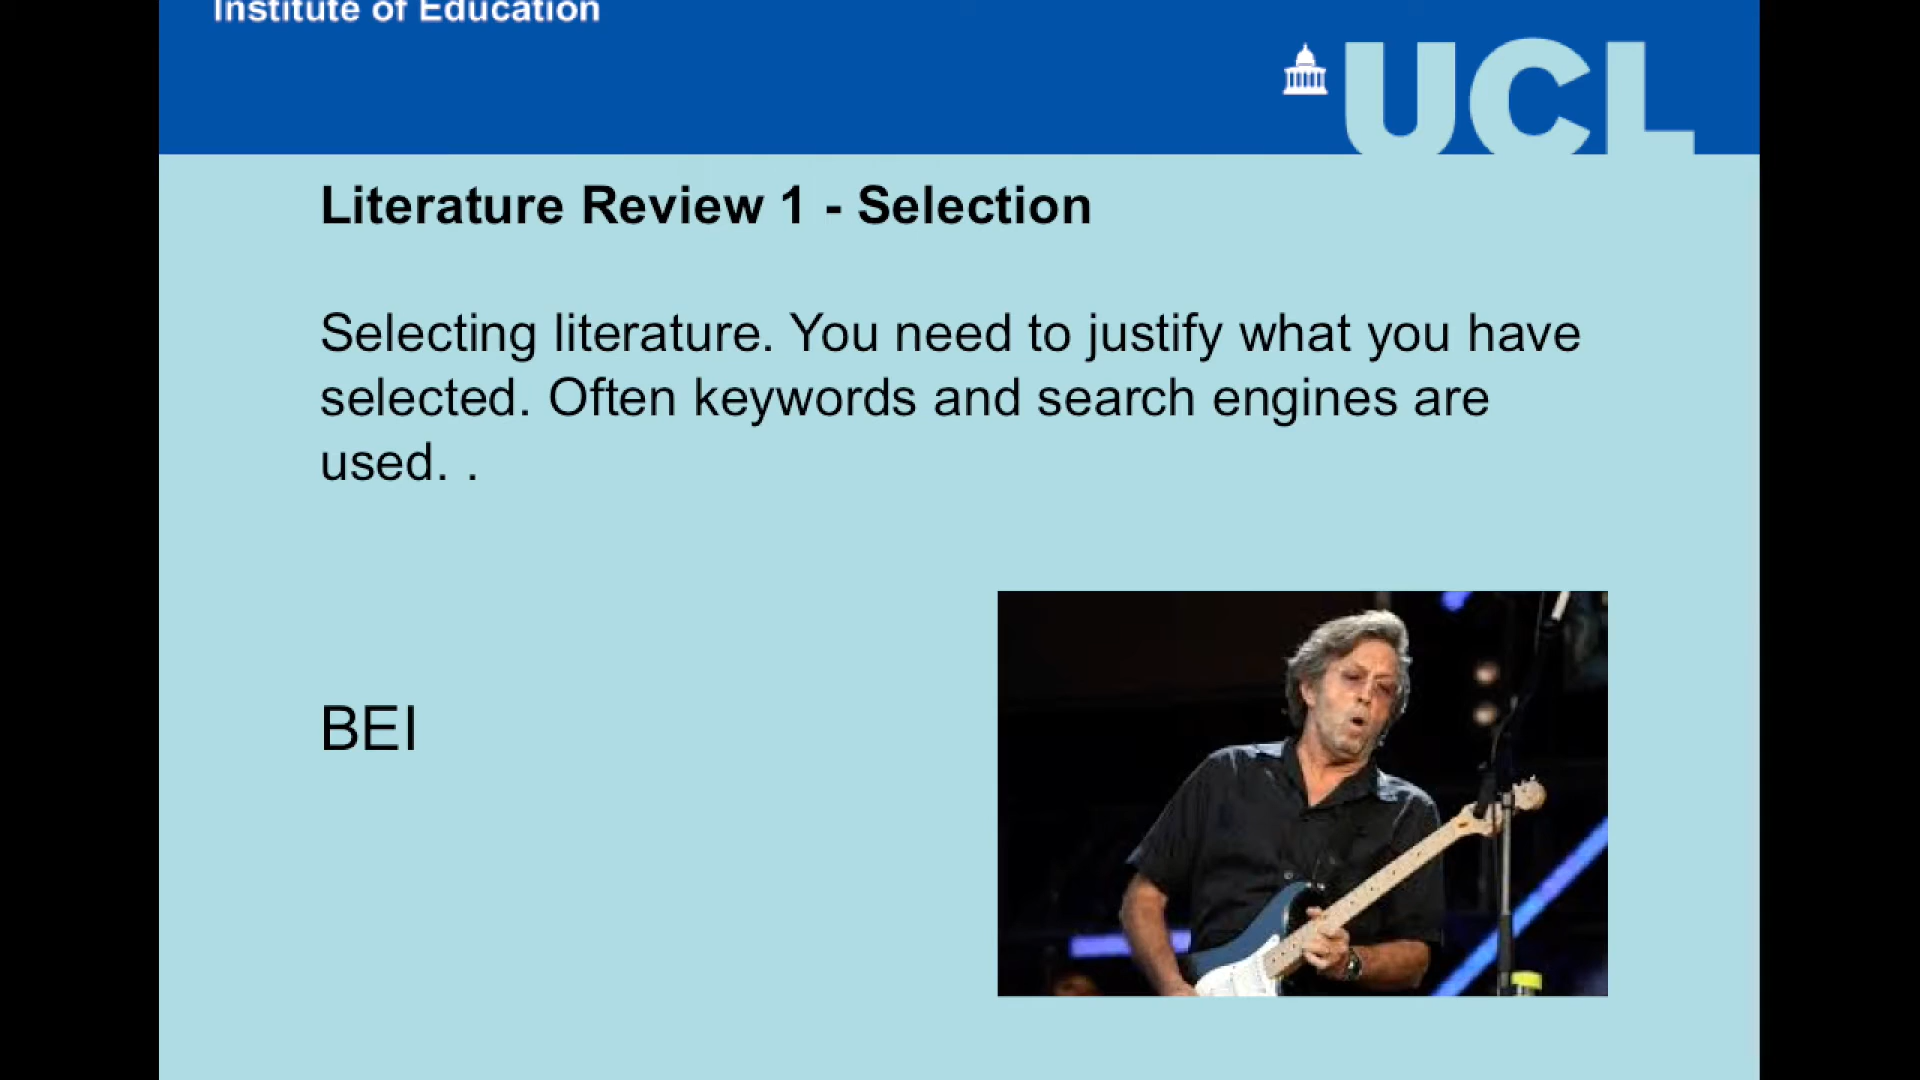 Institute of Education
UCL
Literature Review 1 - Selection
Selecting literature. You need to justify what you have
selected. Often keywords and search engines are
used. .
BEI